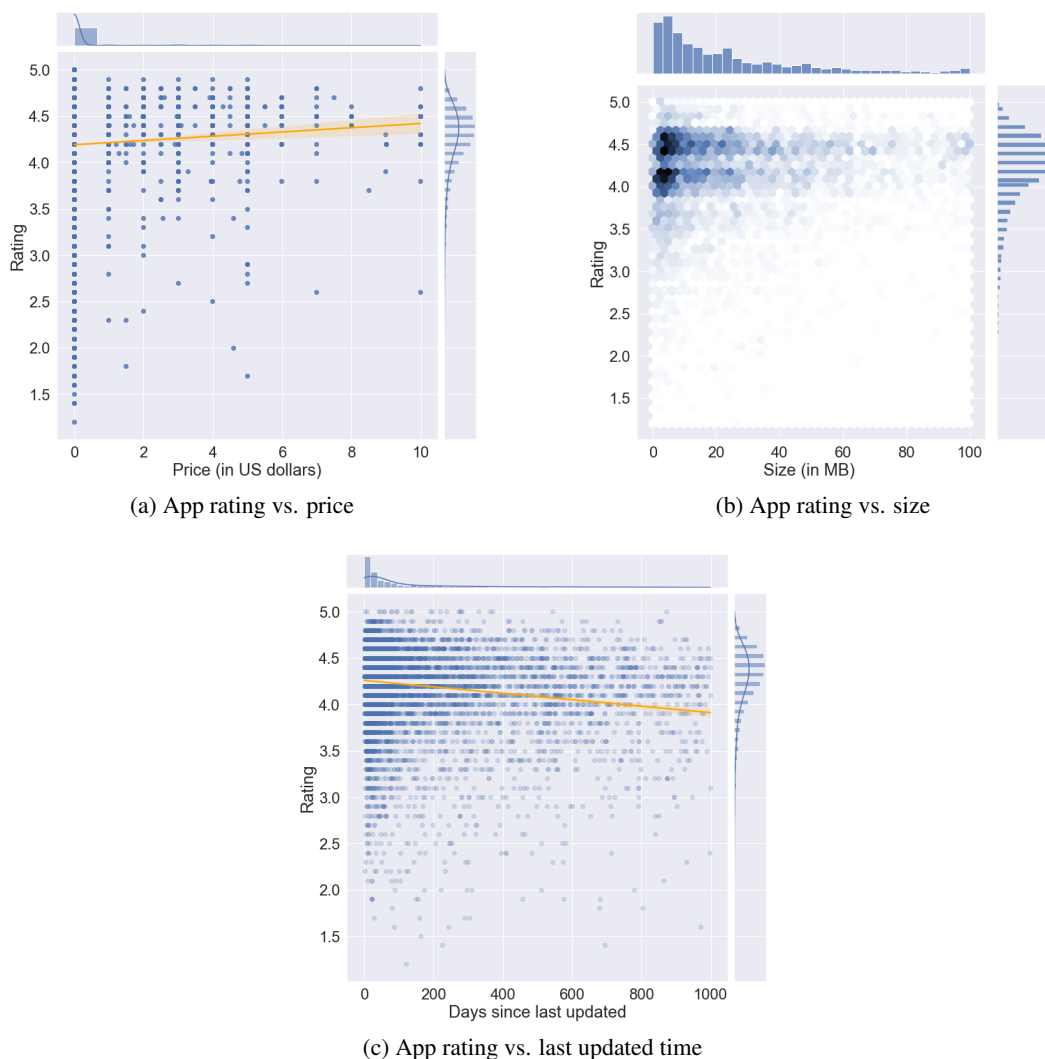 5.0
4.5
4.0
3.5
3.0
2.5
2.0
1.5
Rating
0 2 4 6 8 10
Price (in US dollars)
(a) App rating vs. price
5.0
4.5
4.0
3.5
3.0
2.5
2.0
1.5
Rating
0 20 40 60 80 100
Size (in MB)
(b) App rating vs. size
5.0
4.5
4.0
3.5
3.0
2.5
2.0
1.5
Rating
0 200 400 600 800 1000
Days since last updated
(c) App rating vs. last updated time